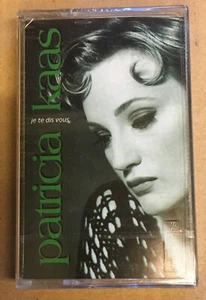 patricia kaas
je te dis vous